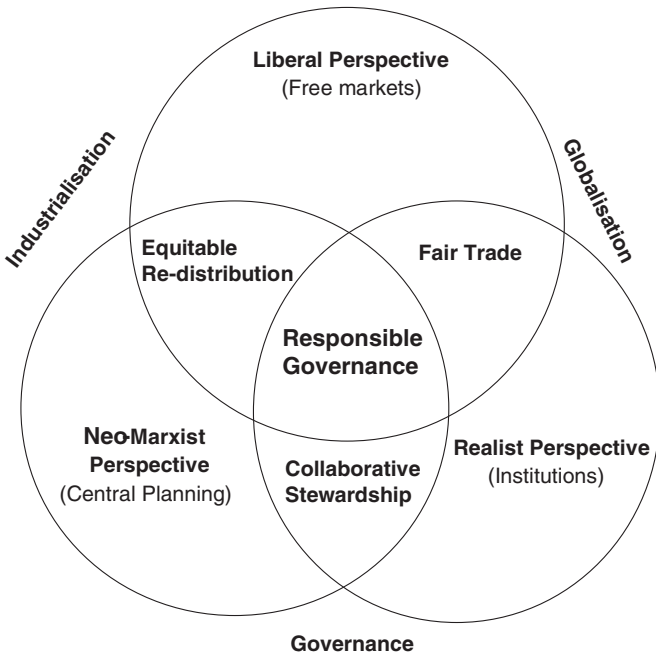 Liberal Perspective
(Free markets)
Industrialisation
Globalisation
Equitable
Re-distribution
Fair Trade
Responsible
Governance
Neo-Marxist
Perspective
(Central Planning)
Collaborative
Stewardship
Realist Perspective
(Institutions)
Governance